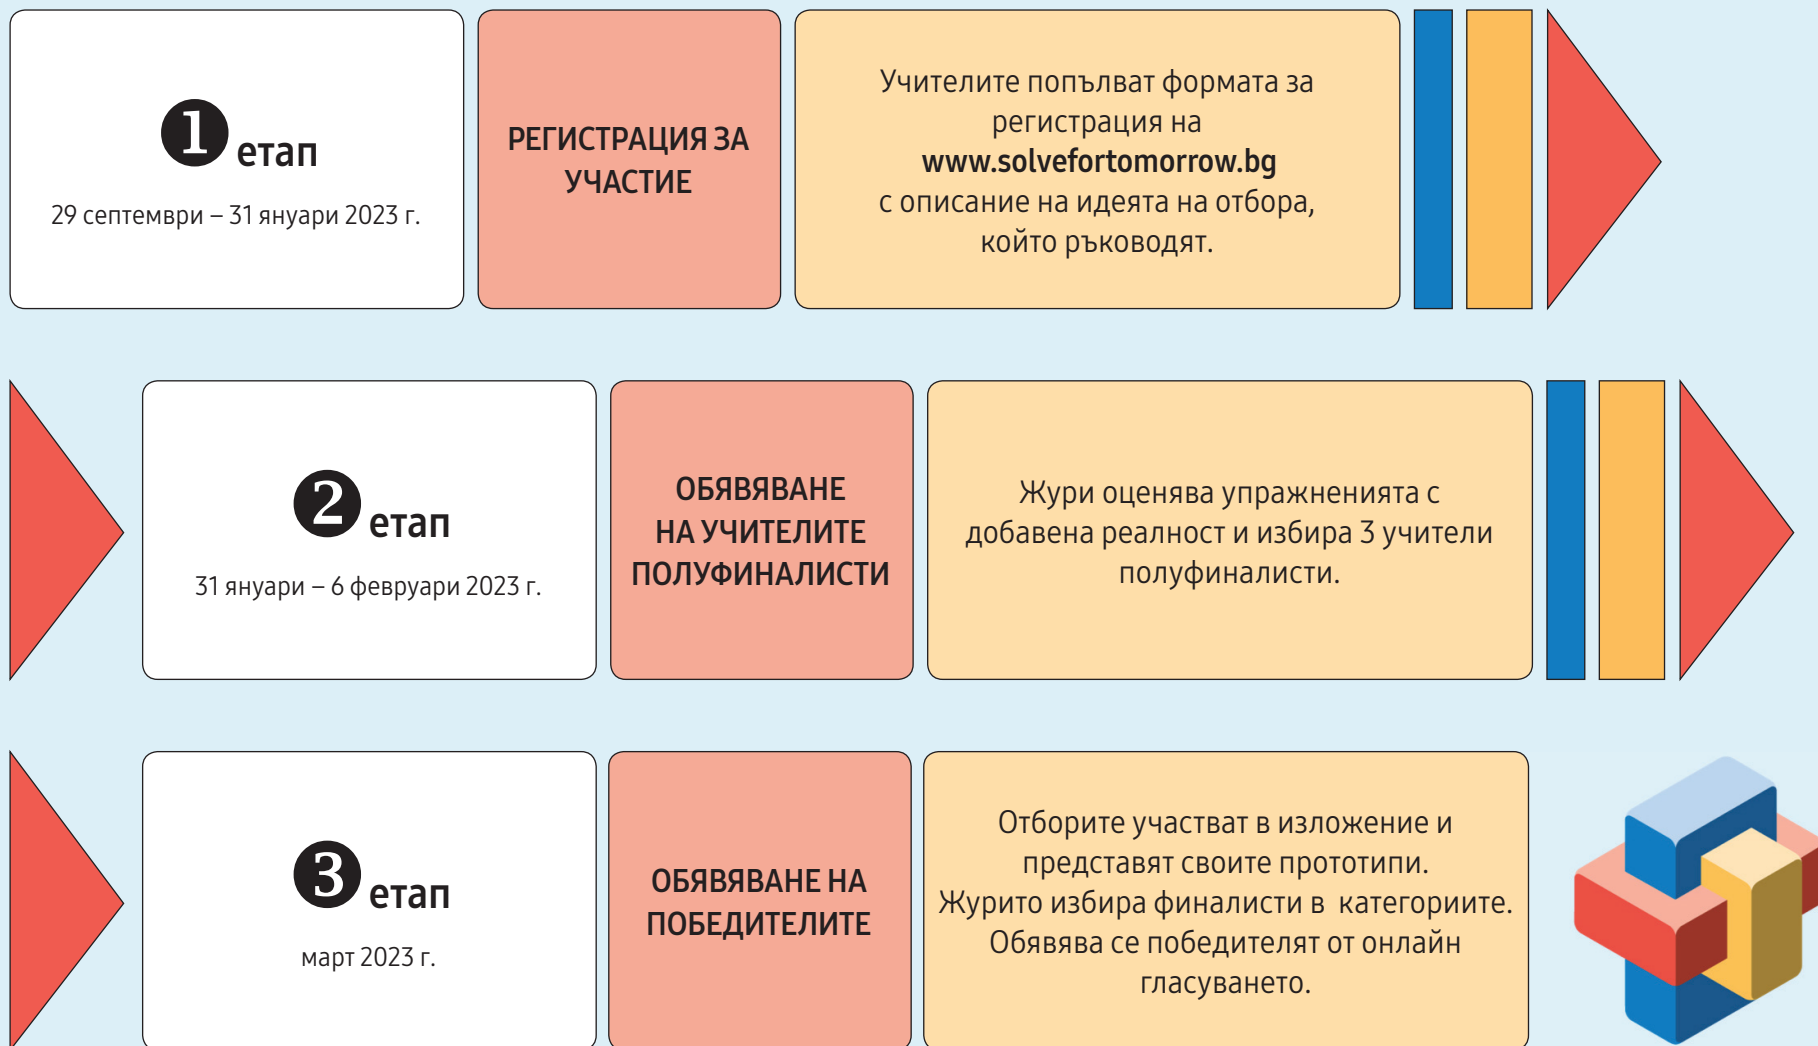 1 етап
29 септември – 31 януари 2023 г.
РЕГИСТРАЦИЯ ЗА
УЧАСТИЕ
Учителите попълват формата за
регистрация на
www.solvefortomorrow.bg
с описание на идеята на отбора,
който ръководят.
2 етап
31 януари – 6 февруари 2023 г.
ОБЯВЯВАНЕ
НА УЧИТЕЛИТЕ
ПОЛУФИНАЛИСТИ
Жури оценява упражненията с
добавена реалност и избира 3 учители
полуфиналисти.
3 етап
март 2023 г.
ОБЯВЯВАНЕ НА
ПОБЕДИТЕЛИТЕ
Отборите участват в изложение и
представят своите прототипи.
Журито избира финалисти в категориите.
Обявява се победителят от онлайн
гласуването.